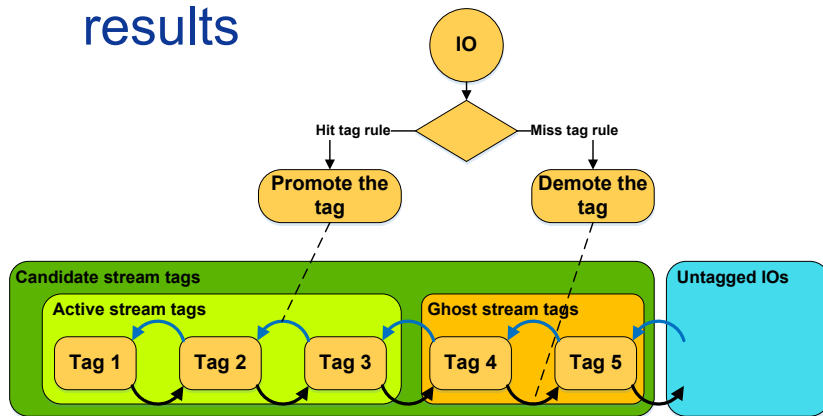 results
IO
Hit tag rule
Miss tag rule
Promote the
tag
Demote the
tag
Candidate stream tags
Untagged IOs
Active stream tags
Ghost stream tags
Tag 1
Tag 2
Tag 3
Tag 4
Tag 5